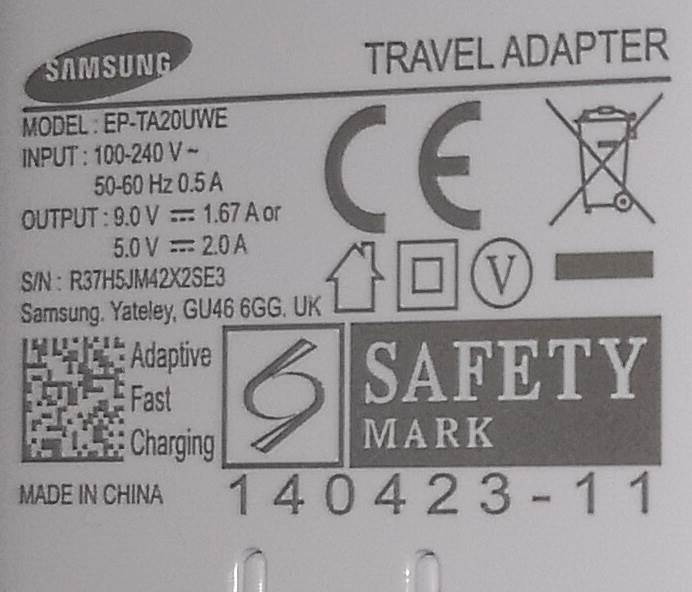 SAMSUNG
TRAVEL ADAPTER
MODEL : EP-TA20UWE
INPUT : 100-240 V ~
50-60 Hz 0.5 A
OUTPUT : 9.0 V ⎓ 1.67 A or
5.0 V ⎓ 2.0 A
S/N : R37H5JM42X2SE3
Samsung. Yateley, GU46 6GG. UK
CE
V
Adaptive
Fast
Charging
SAFETY
MARK
MADE IN CHINA
140423-11